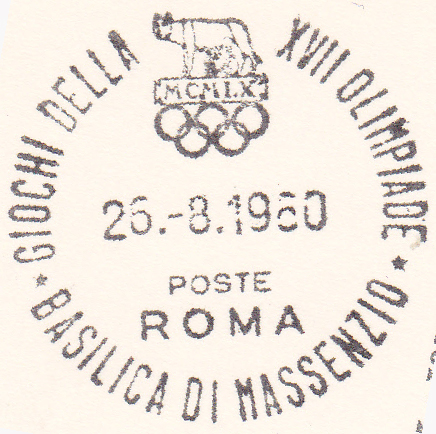 GIOCHI DELLA XVII OLIMPIADE
MCMLX
26.-8.1960
POSTE
ROMA
* BASILICA DI MASSENZIO *